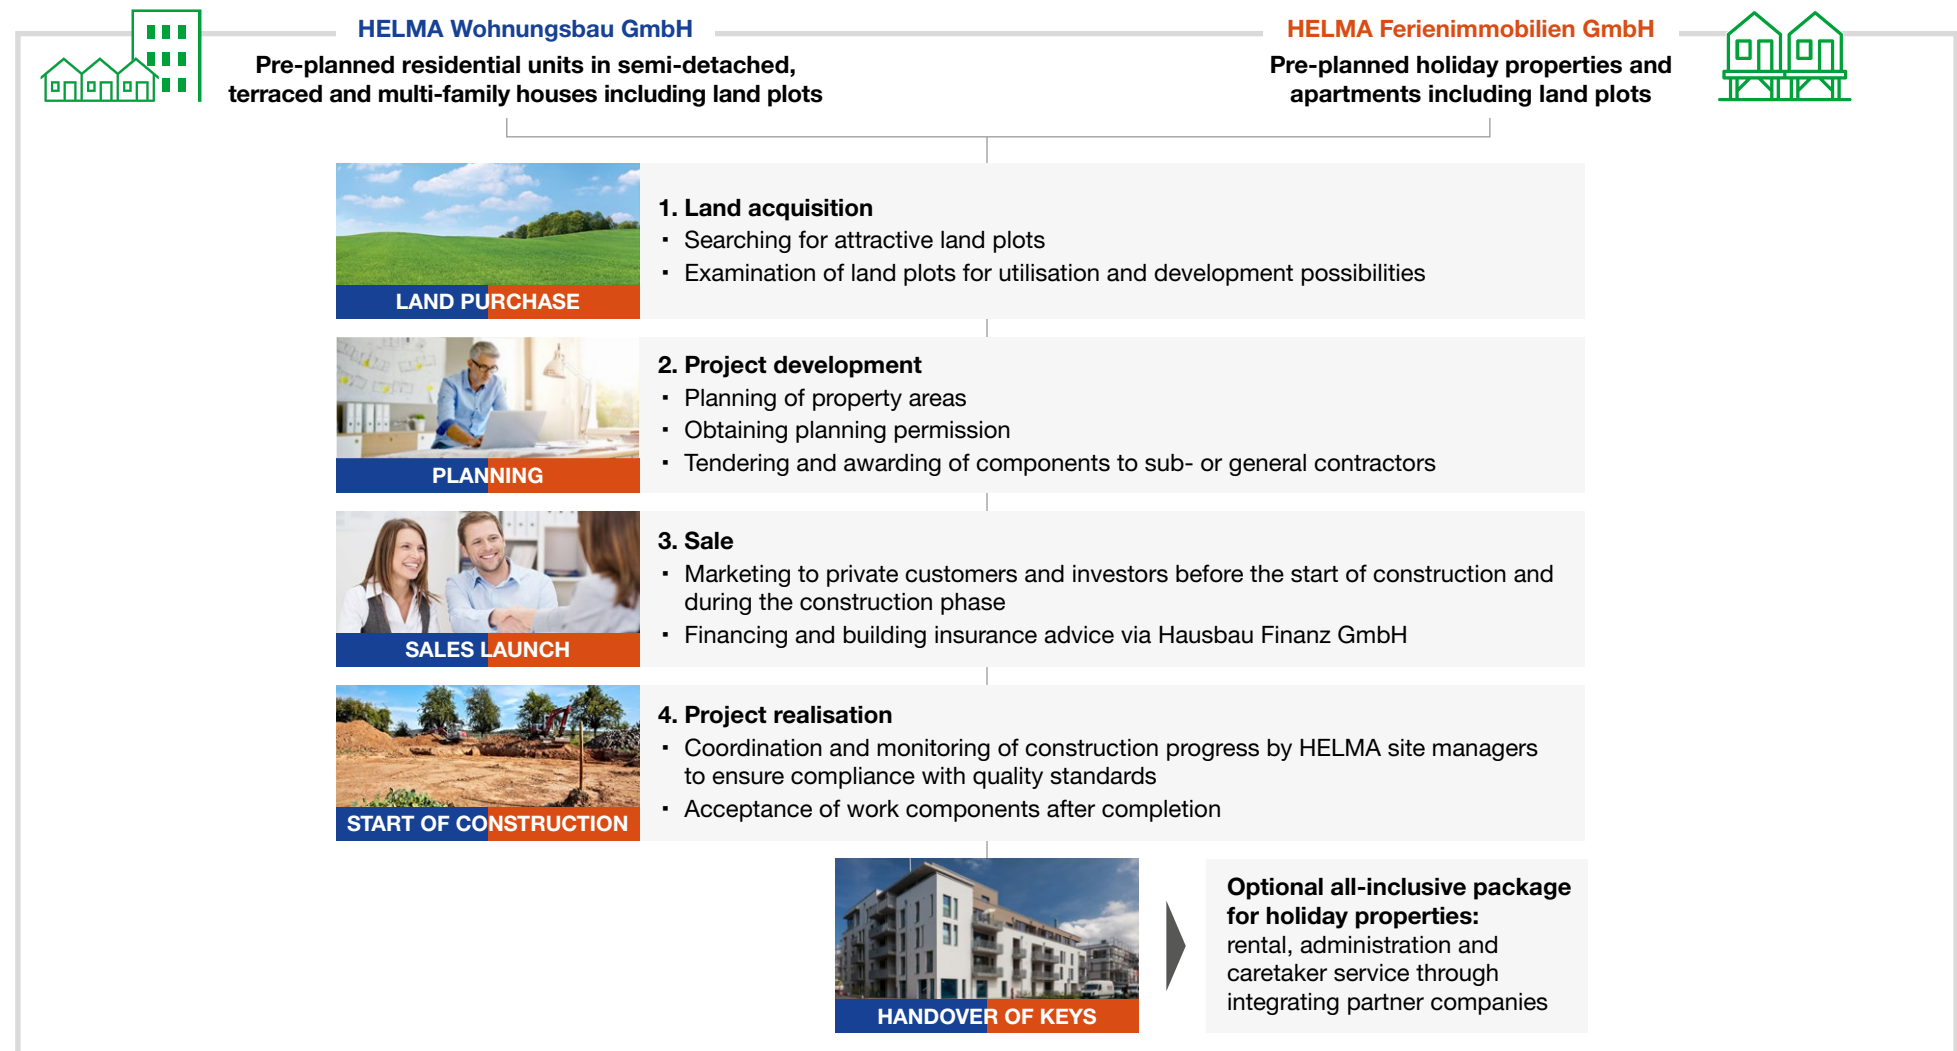 HELMA Wohnungsbau GmbH
Pre-planned residential units in semi-detached,
terraced and multi-family houses including land plots
HELMA Ferienimmobilien GmbH
Pre-planned holiday properties and
apartments including land plots
LAND PURCHASE
1. Land acquisition
▪ Searching for attractive land plots
▪ Examination of land plots for utilisation and development possibilities
PLANNING
2. Project development
▪ Planning of property areas
▪ Obtaining planning permission
▪ Tendering and awarding of components to sub- or general contractors
SALES LAUNCH
3. Sale
▪ Marketing to private customers and investors before the start of construction and
during the construction phase
▪ Financing and building insurance advice via Hausbau Finanz GmbH
START OF CONSTRUCTION
4. Project realisation
▪ Coordination and monitoring of construction progress by HELMA site managers
to ensure compliance with quality standards
▪ Acceptance of work components after completion
HANDOVER OF KEYS
Optional all-inclusive package
for holiday properties:
rental, administration and
caretaker service through
integrating partner companies